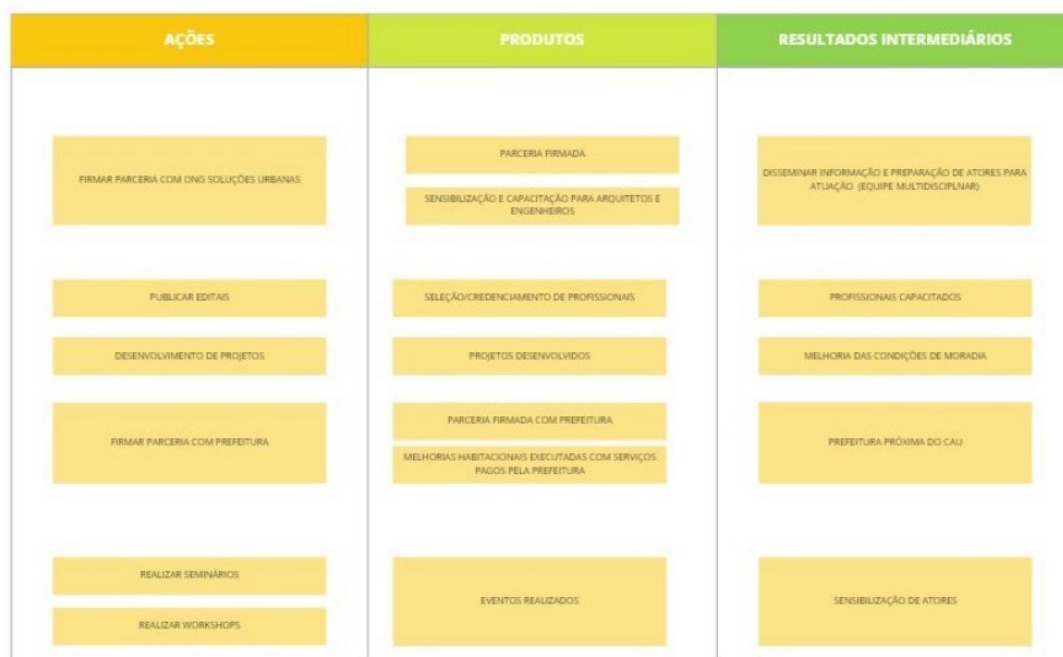 AÇÕES
PRODUTOS
RESULTADOS INTERMEDIÁRIOS
FIRMAR PARCERIA COM ONG SOLUÇÕES URBANAS
PARCERIA FIRMADA
SENSIBILIZAÇÃO E CAPACITAÇÃO PARA ARQUITETOS E
ENGENHEIROS
DISSEMINAR INFORMAÇÃO E PREPARAÇÃO DE ATORES PARA
ATUAÇÃO (EQUIPE MULTIDISCIPLNAR)
PUBLICAR EDITAIS
SELEÇÃO/CREDENCIAMENTO DE PROFISSIONAIS
PROFISSIONAIS CAPACITADOS
DESENVOLVIMENTO DE PROJETOS
PROJETOS DESENVOLVIDOS
MELHORIA DAS CONDIÇÕES DE MORADIA
FIRMAR PARCERIA COM PREFEITURA
PARCERIA FIRMADA COM PREFEITURA
MELHORIAS HABITACIONAIS EXECUTADAS COM SERVIÇOS
PAGOS PELA PREFEITURA
PREFEITURA PRÓXIMA DO CAU
REALIZAR SEMINÁRIOS
REALIZAR WORKSHOPS
EVENTOS REALIZADOS
SENSIBILIZAÇÃO DE ATORES